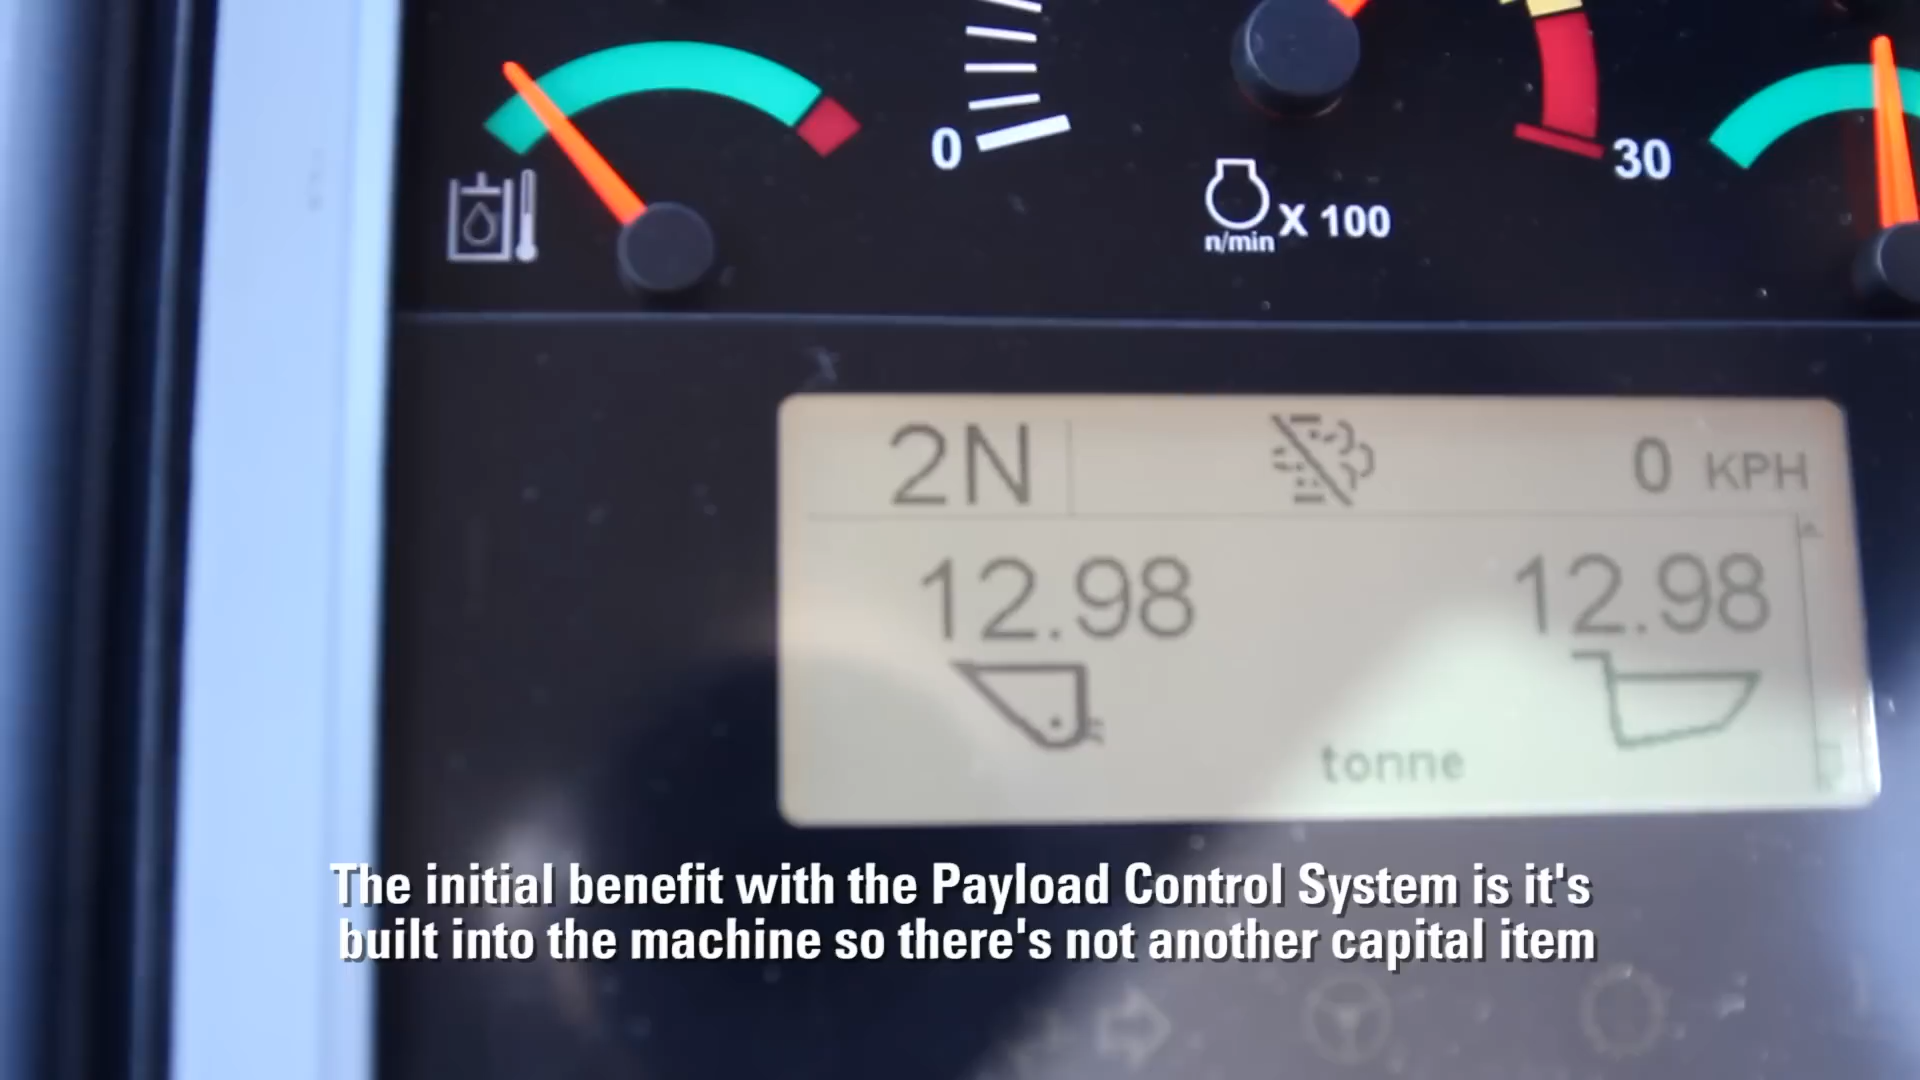 0
30
X 100
n/min
2N
0 KPH
12.98
12.98
tonne
The initial benefit with the Payload Control System is it's
built into the machine so there's not another capital item